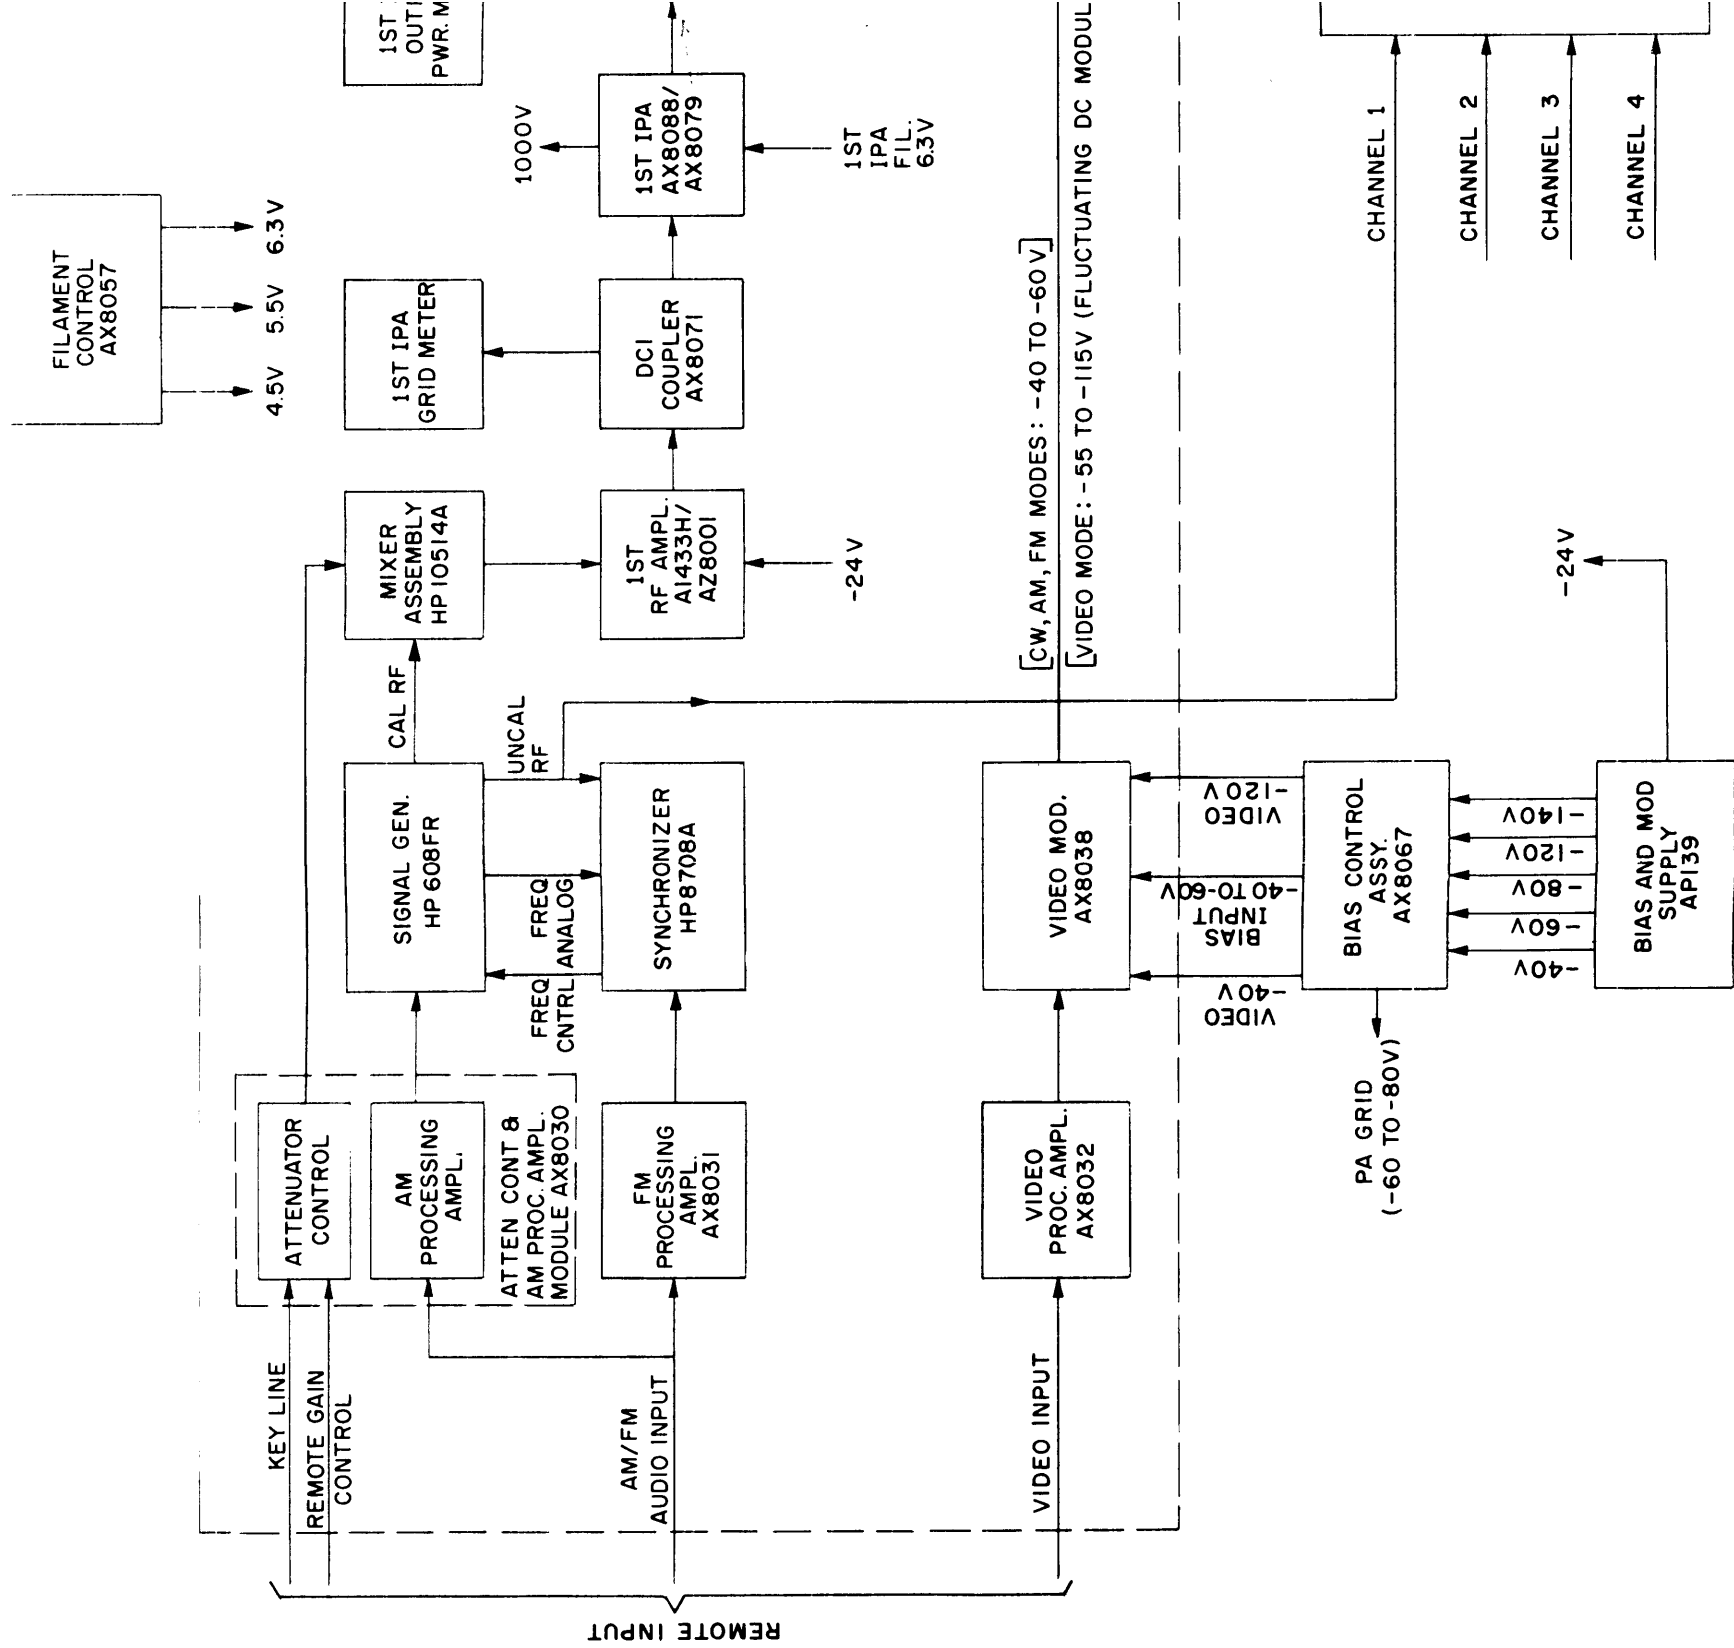 REMOTE INPUT
KEY LINE
REMOTE GAIN
CONTROL
AM/FM
AUDIO INPUT
VIDEO INPUT
ATTENUATOR
CONTROL
AM
PROCESSING
AMPL.
ATTEN CONT &
AM PROC. AMPL.
MODULE AX8030
FM
PROCESSING
AMPL.
AX8031
VIDEO
PROC. AMPL.
AX8032
PA GRID
(-60 TO -80V)
SIGNAL GEN.
HP 608FR
FREQ
CNTRL
FREQ
ANALOG
UNCAL
RF
CAL RF
SYNCHRONIZER
HP8708A
VIDEO MOD.
AX8038
VIDEO
-40V
BIAS
INPUT
-40 TO-60V
VIDEO
-120V
BIAS CONTROL
ASSY.
AX8067
-40V
-60V
-80V
-120V
-140V
BIAS AND MOD
SUPPLY
AP139
-24V
MIXER
ASSEMBLY
HP 10514A
1ST
RF AMPL.
A1433H/
AZ8001
-24V
[CW, AM, FM MODES: -40 TO -60V]
[VIDEO MODE: -55 TO -115V (FLUCTUATING DC MODUL
FILAMENT
CONTROL
AX8057
4.5V
5.5V
6.3V
1ST IPA
GRID METER
DCI
COUPLER
AX8071
1ST IPA
AX8088/
AX8079
1000V
1ST
IPA
FIL.
6.3V
1ST
OUT
PWR. M
CHANNEL 1
CHANNEL 2
CHANNEL 3
CHANNEL 4